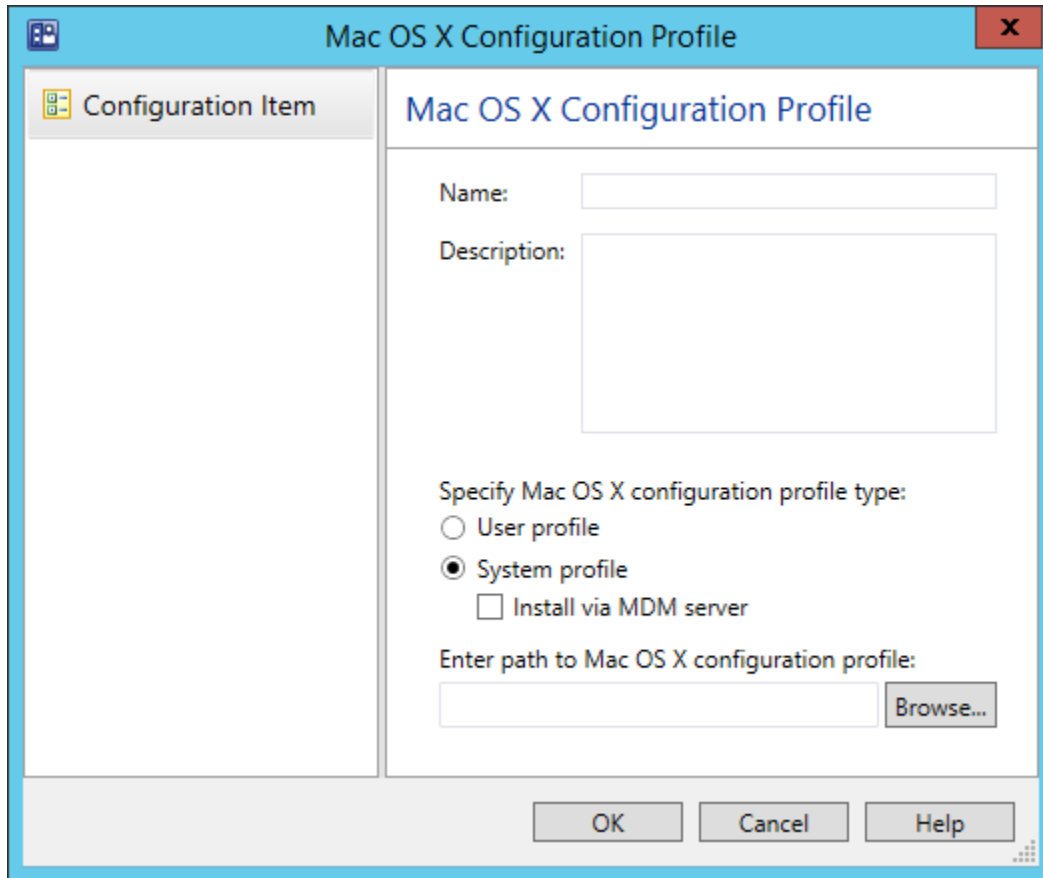 Mac OS X Configuration Profile
x
Configuration Item
Mac OS X Configuration Profile
Name:
Description:
Specify Mac OS X configuration profile type:
User profile
System profile
Install via MDM server
Enter path to Mac OS X configuration profile:
Browse...
OK Cancel Help